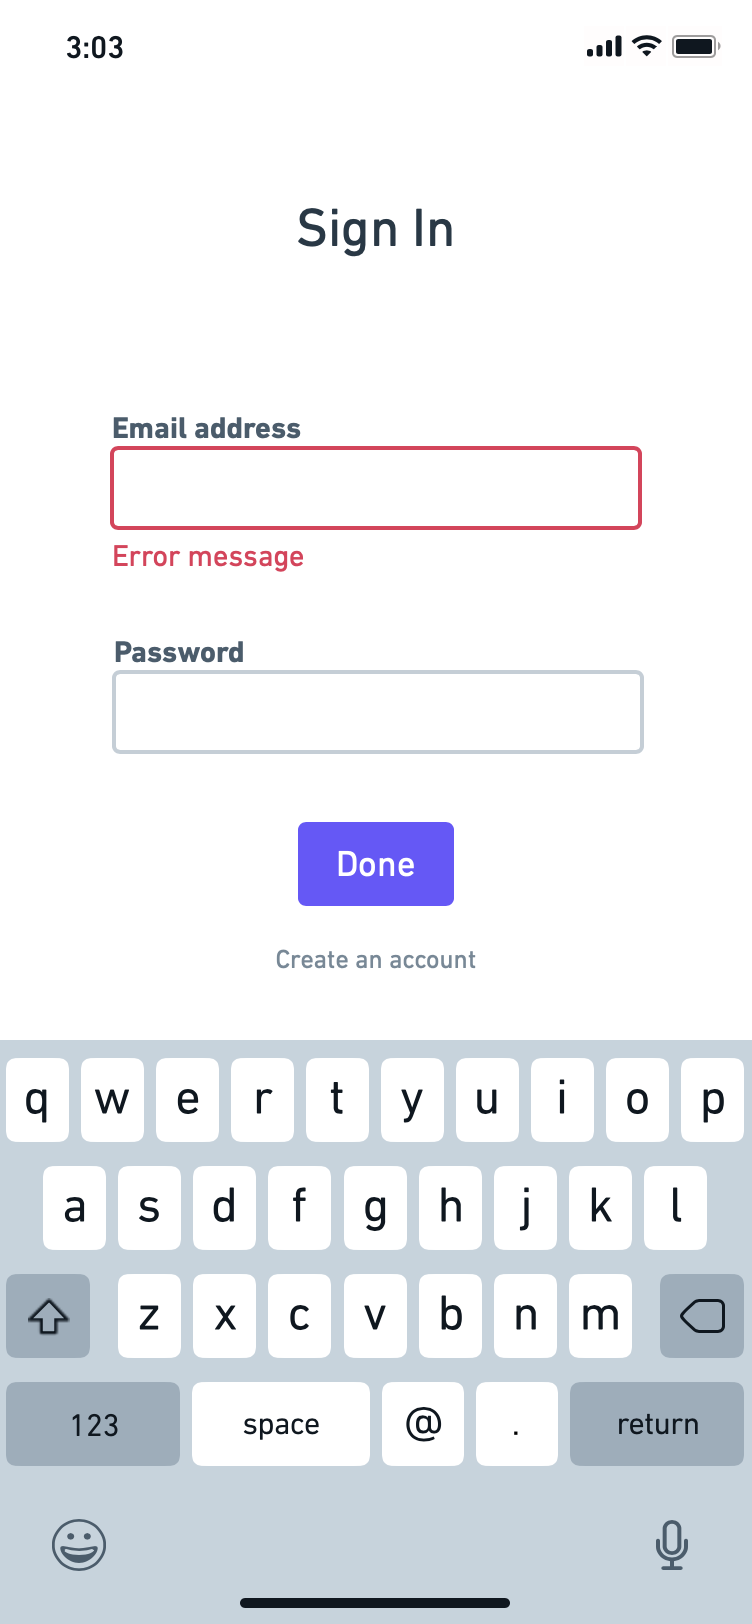 3:03
Sign In
Email address
Error message
Password
Done
Create an account
q w e r t y u i o p
a s d f g h j k l
z x c v b n m
123 space @ . return